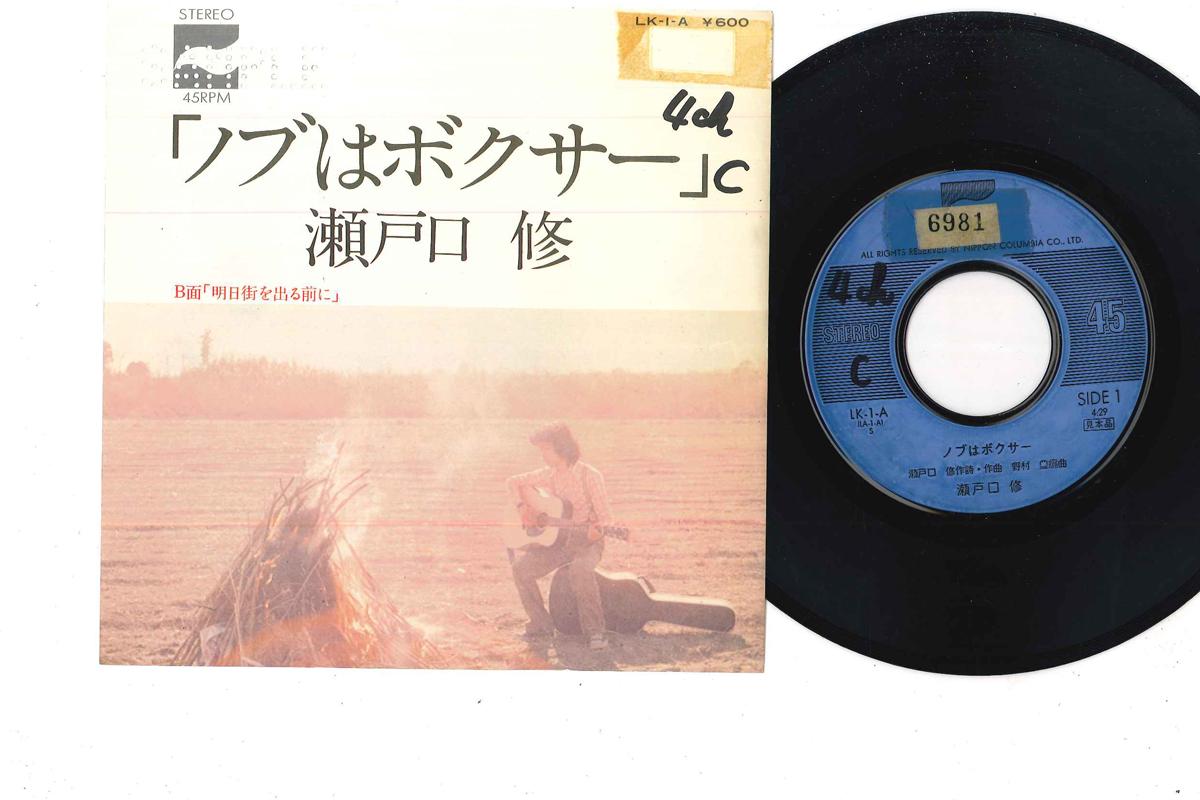 STEREO
45RPM
LK-1-A ¥600
4ch
C
「ノブはボクサー」
瀬戸口 修
B面「明日街を出る前に」
6981
ALL RIGHTS RESERVED BY NIPPON COLUMBIA CO., LTD.
4ch
STEREO
45
C
LK-1-A
(LA-1-A)
S
SIDE 1
4:29
見本品
ノブはボクサー
瀬戸口 修作詩・作曲 野村 豊編曲
瀬戸口 修